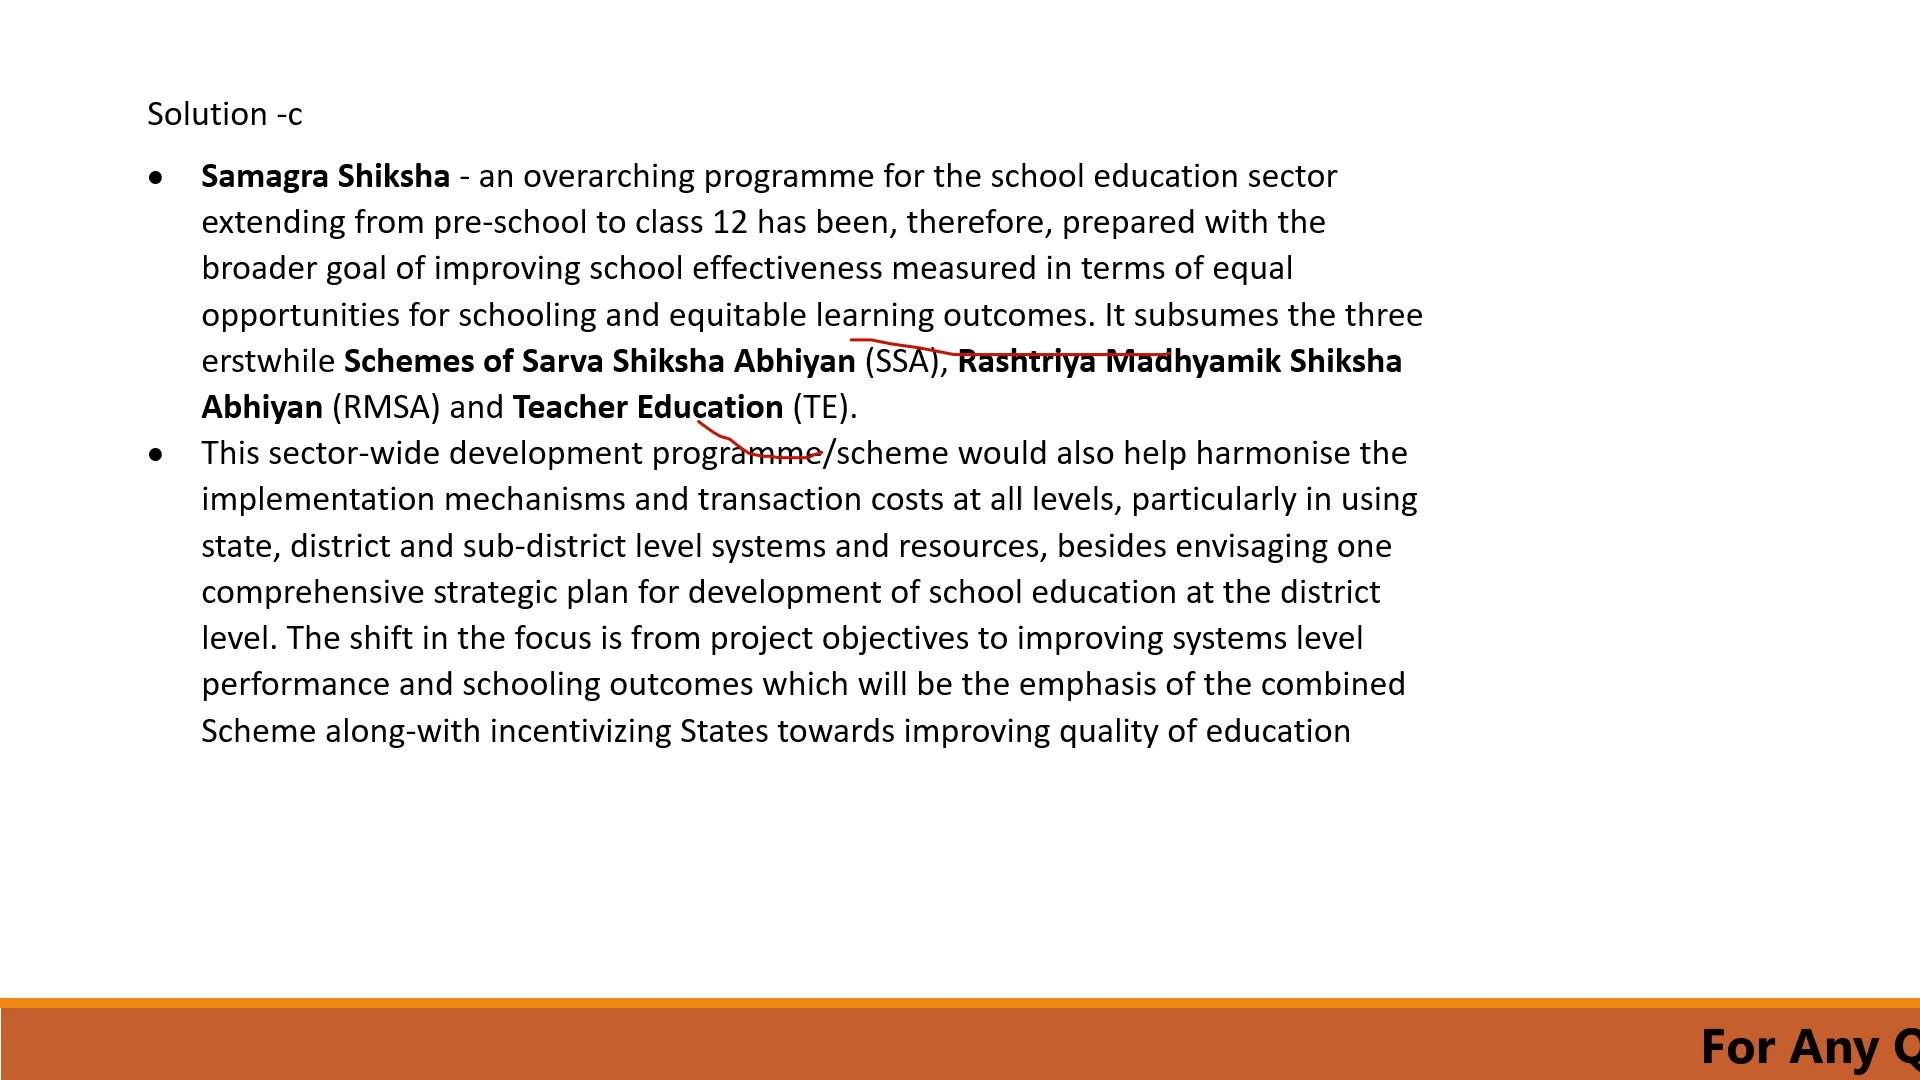 Solution -c
● Samagra Shiksha - an overarching programme for the school education sector
extending from pre-school to class 12 has been, therefore, prepared with the
broader goal of improving school effectiveness measured in terms of equal
opportunities for schooling and equitable learning outcomes. It subsumes the three
erstwhile Schemes of Sarva Shiksha Abhiyan (SSA), Rashtriya Madhyamik Shiksha
Abhiyan (RMSA) and Teacher Education (TE).
● This sector-wide development programme/scheme would also help harmonise the
implementation mechanisms and transaction costs at all levels, particularly in using
state, district and sub-district level systems and resources, besides envisaging one
comprehensive strategic plan for development of school education at the district
level. The shift in the focus is from project objectives to improving systems level
performance and schooling outcomes which will be the emphasis of the combined
Scheme along-with incentivizing States towards improving quality of education
For Any Q